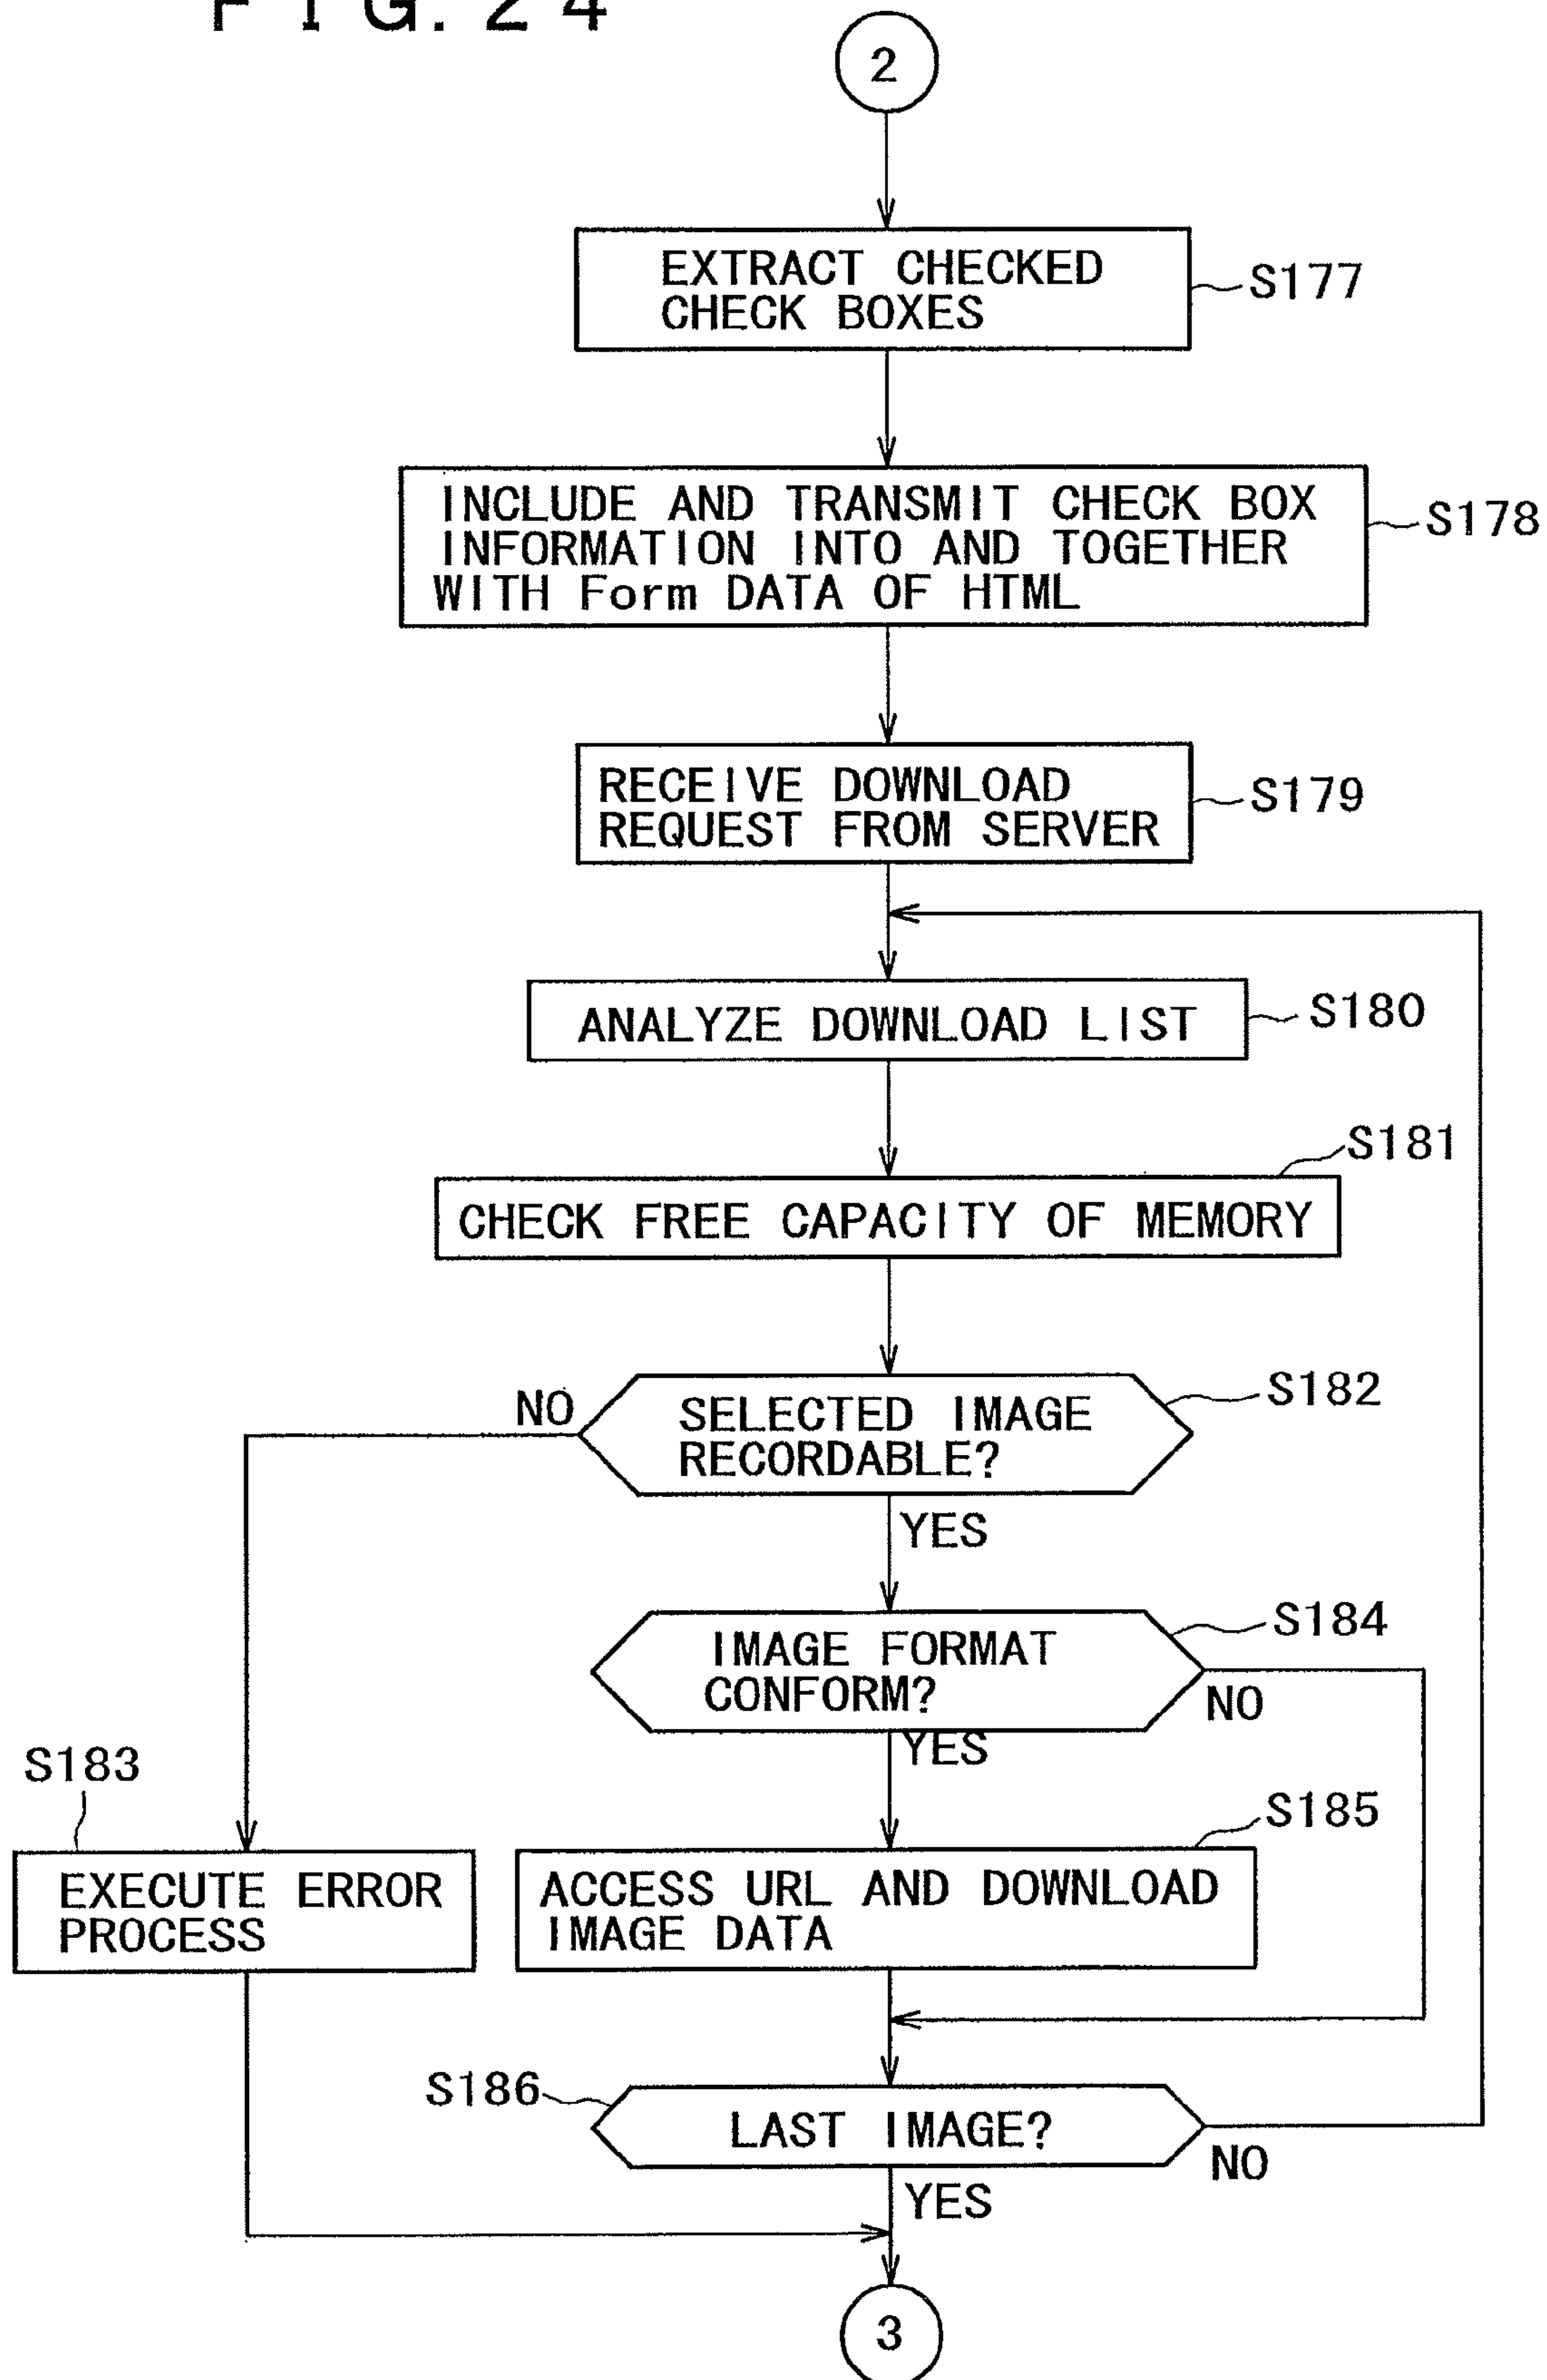 FIG. 24
2
EXTRACT CHECKED
CHECK BOXES
S177
INCLUDE AND TRANSMIT CHECK BOX
INFORMATION INTO AND TOGETHER
WITH Form DATA OF HTML
S178
RECEIVE DOWNLOAD
REQUEST FROM SERVER
S179
ANALYZE DOWNLOAD LIST
S180
S181
CHECK FREE CAPACITY OF MEMORY
NO
SELECTED IMAGE
RECORDABLE?
S182
YES
IMAGE FORMAT
CONFORM?
S184
NO
YES
S183
EXECUTE ERROR
PROCESS
S185
ACCESS URL AND DOWNLOAD
IMAGE DATA
S186
LAST IMAGE?
NO
YES
3